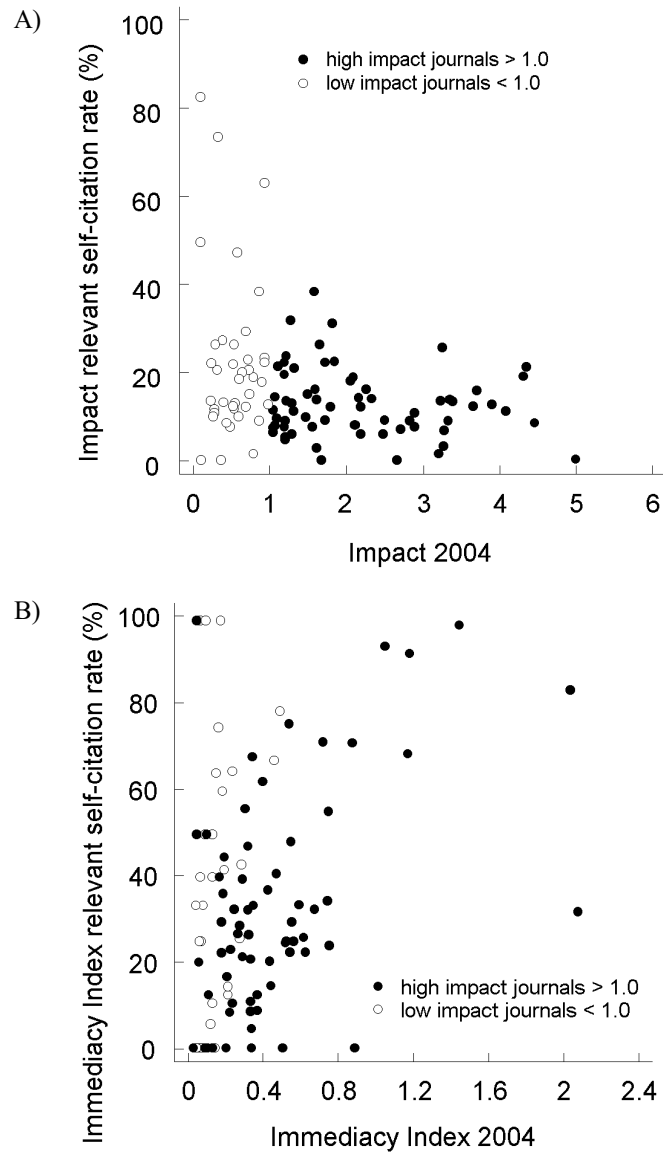 A)
Impact relevant self-citation rate (%)
100
80
60
40
20
0
high impact journals > 1.0
low impact journals < 1.0
0 1 2 3 4 5 6
Impact 2004
B)
Immediacy Index relevant self-citation rate (%)
100
80
60
40
20
0
high impact journals > 1.0
low impact journals < 1.0
0 0.4 0.8 1.2 1.6 2 2.4
Immediacy Index 2004